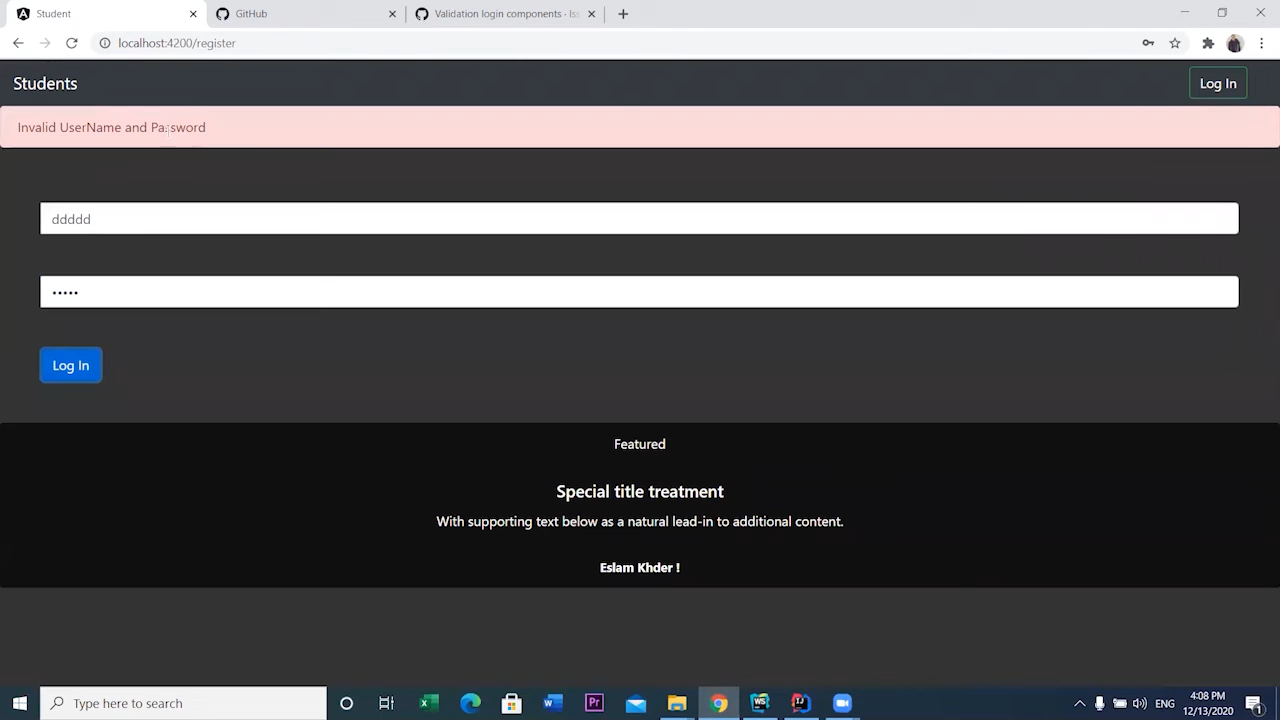 Student
GitHub
Validation login components · Iss
localhost:4200/register
Students
Log In
Invalid UserName and Password
ddddd
•••••
Log In
Featured
Special title treatment
With supporting text below as a natural lead-in to additional content.
Eslam Khder !
Type here to search
ENG
4:08 PM
12/13/2020